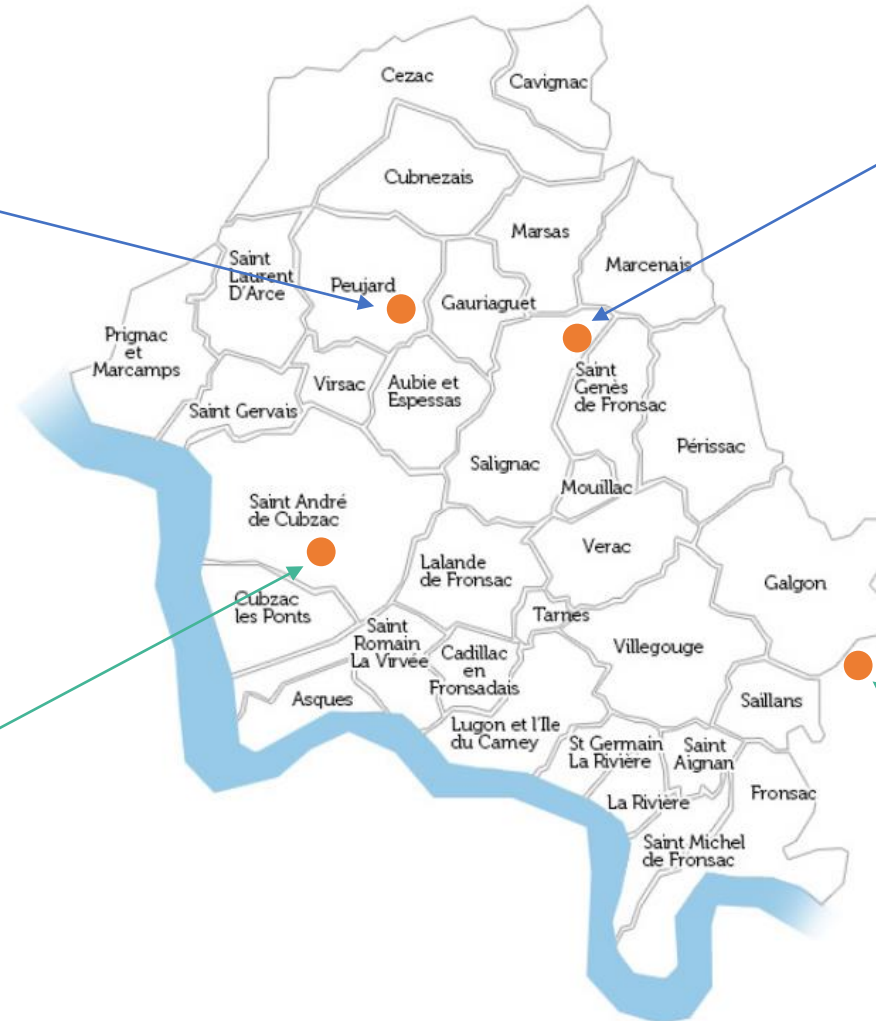 Cezac
Cavignac
Cubnezais
Marsas
Marcenais
Saint
Laurent
D'Arce
Peujard
Gauriaguet
Prignac
et
Marcamps
Saint Gervais
Virsac
Aubie et
Espessas
Saint
Genès
de Fronsac
Salignac
Périssac
Mouillac
Saint André
de Cubzac
Verac
Lalande
de Fronsac
Galgon
Cubzac
les Ponts
Tarnes
Saint
Romain
La Virvée
Cadillac
en
Fronsadais
Villegouge
Asques
Saillans
Lugon et l'Ile
du Camey
St Germain
La Rivière
Saint
Aignan
La Rivière
Fronsac
Saint Michel
de Fronsac